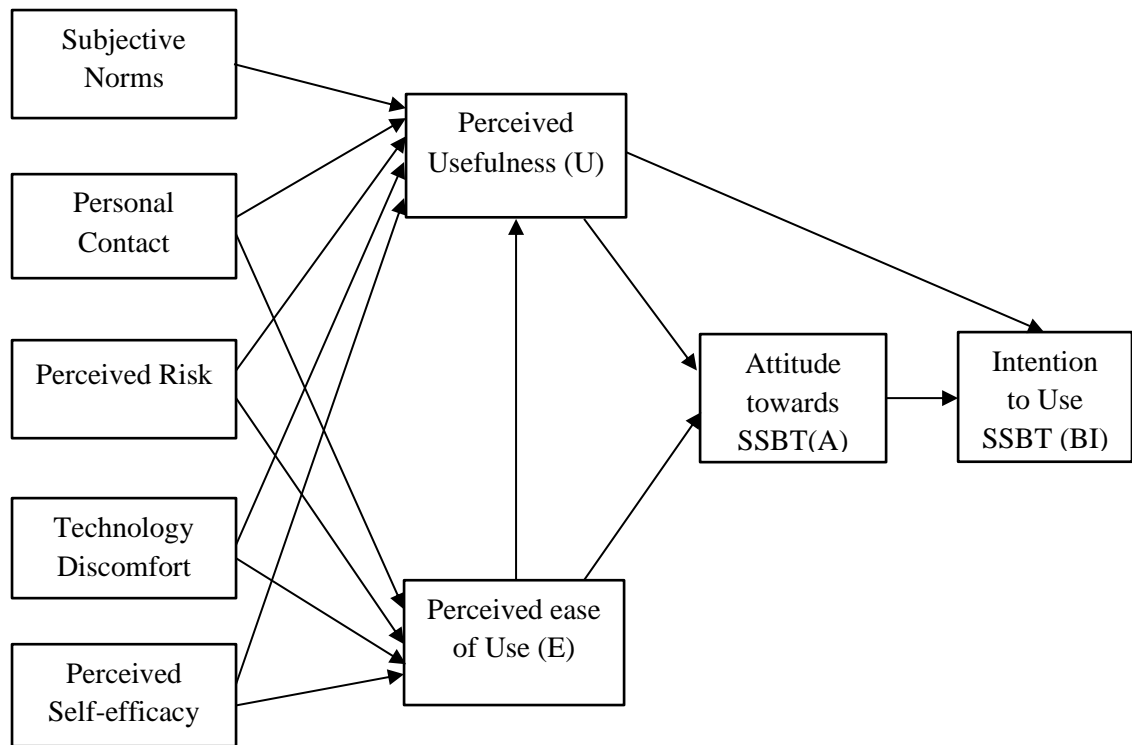 Subjective
Norms
Personal
Contact
Perceived Risk
Technology
Discomfort
Perceived
Self-efficacy
Perceived
Usefulness (U)
Perceived ease
of Use (E)
Attitude
towards
SSBT(A)
Intention
to Use
SSBT (BI)